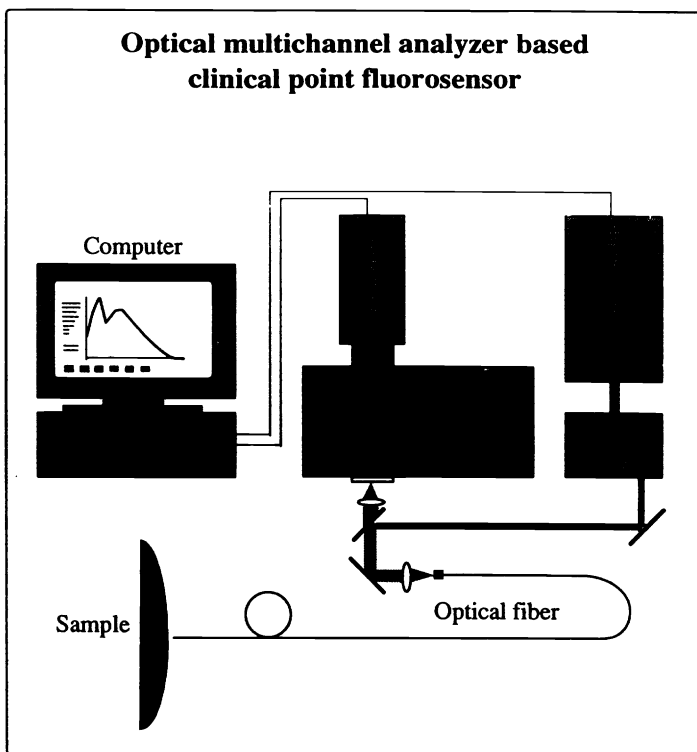 Optical multichannel analyzer based
clinical point fluorosensor
Computer
Sample
Optical fiber